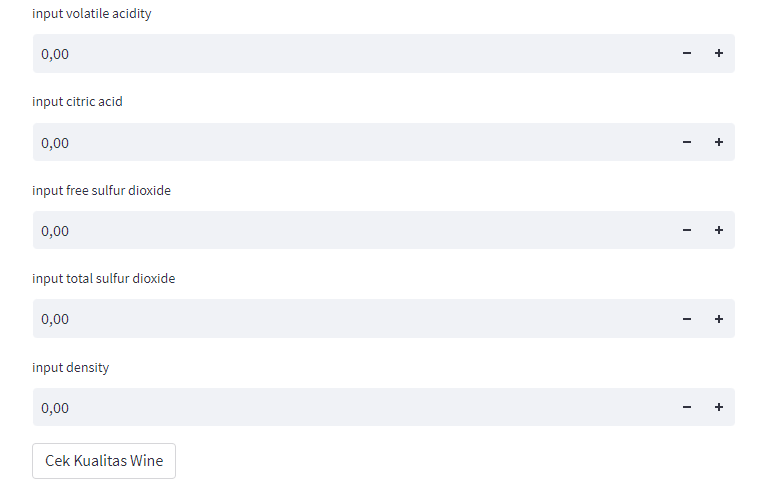 input volatile acidity
0,00
input citric acid
0,00
input free sulfur dioxide
0,00
input total sulfur dioxide
0,00
input density
0,00
Cek Kualitas Wine